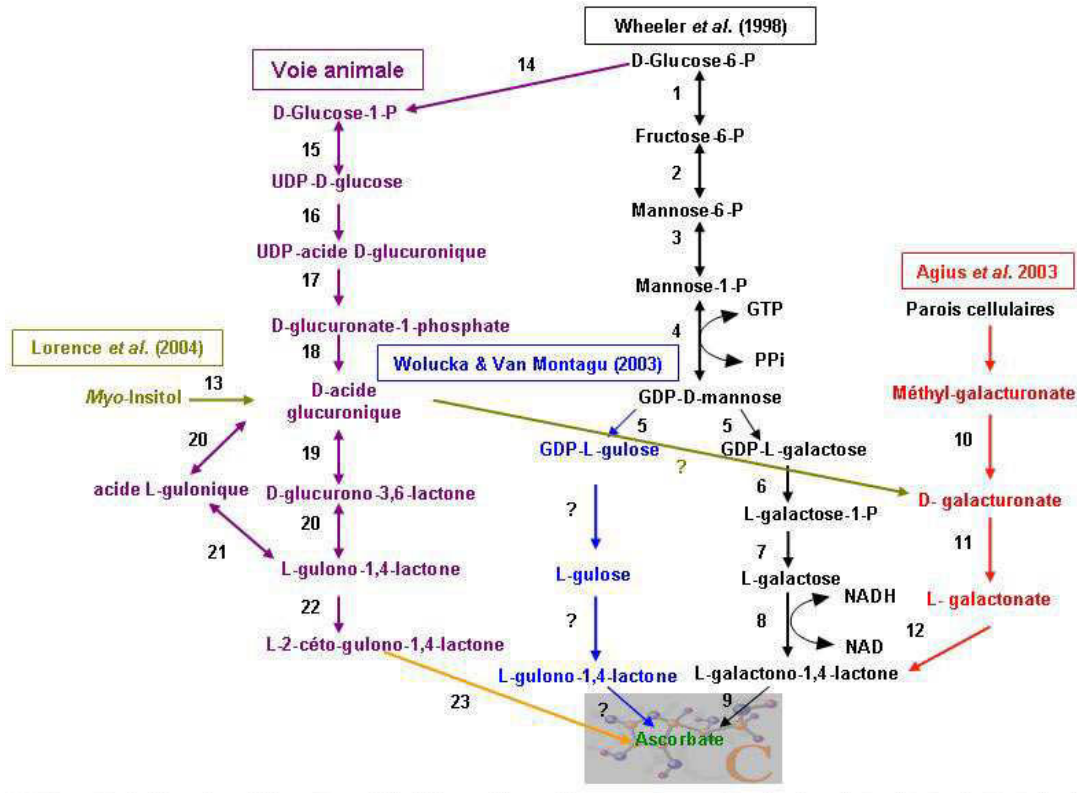 Wheeler et al. (1998)
D-Glucose-6-P
1
Fructose-6-P
2
Mannose-6-P
3
Mannose-1-P
4
GTP
PPi
GDP-D-mannose
5
5
GDP-L-galactose
6
L-galactose-1-P
7
L-galactose
8
NADH
NAD
L-galactono-1,4-lactone
9
Voie animale
14
D-Glucose-1-P
15
UDP-D-glucose
16
UDP-acide D-glucuronique
17
D-glucuronate-1-phosphate
18
D-acide
glucuronique
19
D-glucurono-3,6-lactone
20
L-gulono-1,4-lactone
22
L-2-céto-gulono-1,4-lactone
23
20
acide L-gulonique
21
Lorence et al. (2004)
13
Myo-Insitol
?
Wolucka & Van Montagu (2003)
GDP-L-gulose
?
L-gulose
?
L-gulono-1,4-lactone
?
Agius et al. 2003
Parois cellulaires
Méthyl-galacturonate
10
D- galacturonate
11
L- galactonate
12
Ascorbate
C